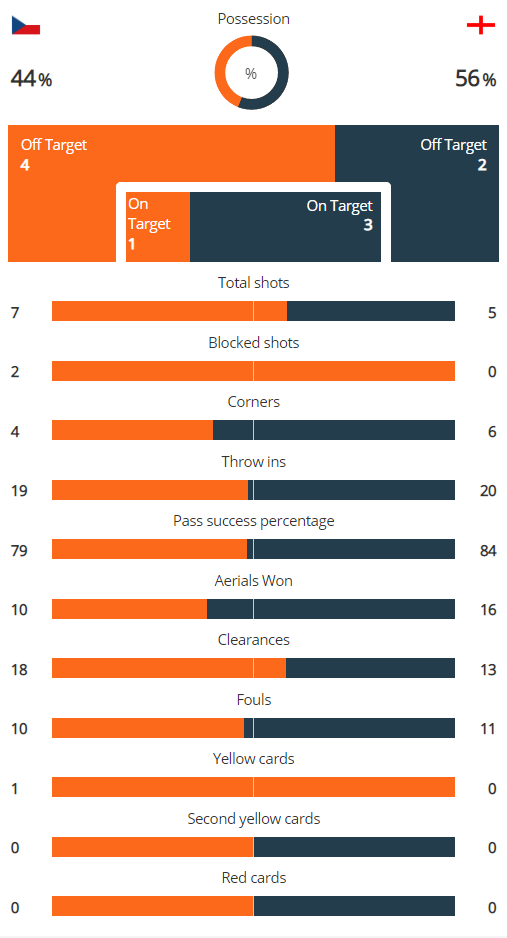 Possession
44%
%
56%
Off Target
4
Off Target
2
On
Target
1
On Target
3
Total shots
7
5
Blocked shots
2
0
Corners
4
6
Throw ins
19
20
Pass success percentage
79
84
Aerials Won
10
16
Clearances
18
13
Fouls
10
11
Yellow cards
1
0
Second yellow cards
0
0
Red cards
0
0